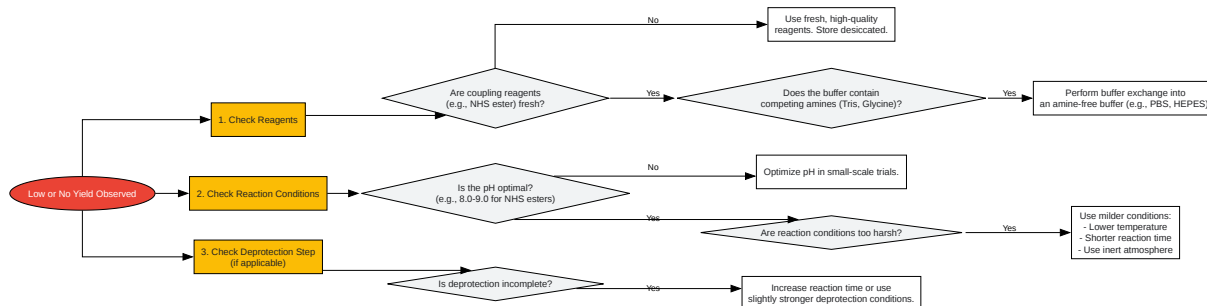 No
Use fresh, high-quality
reagents. Store desiccated.
Are coupling reagents
(e.g., NHS ester) fresh?
Yes
Does the buffer contain
competing amines (Tris, Glycine)?
Yes
Perform buffer exchange into
an amine-free buffer (e.g., PBS, HEPES)
1. Check Reagents
Low or No Yield Observed
2. Check Reaction Conditions
Is the pH optimal?
(e.g., 8.0-9.0 for NHS esters)
No
Optimize pH in small-scale trials.
Yes
Are reaction conditions too harsh?
Yes
Use milder conditions:
- Lower temperature
- Shorter reaction time
- Use inert atmosphere
3. Check Deprotection Step
(if applicable)
Is deprotection incomplete?
Yes
Increase reaction time or use
slightly stronger deprotection conditions.